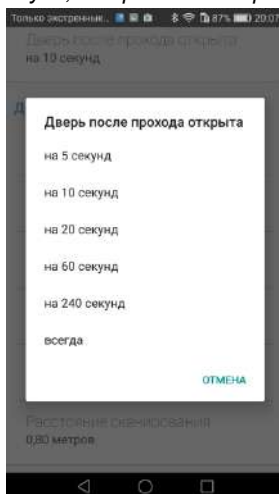 Только экстренные..
87% 20:07
Дверь после прохода открыта
на 10 секунд
Д
Дверь после прохода открыта
на 5 секунд
на 10 секунд
на 20 секунд
на 60 секунд
на 240 секунд
всегда
ОТМЕНА
Расстояние сканирования
0,80 метров